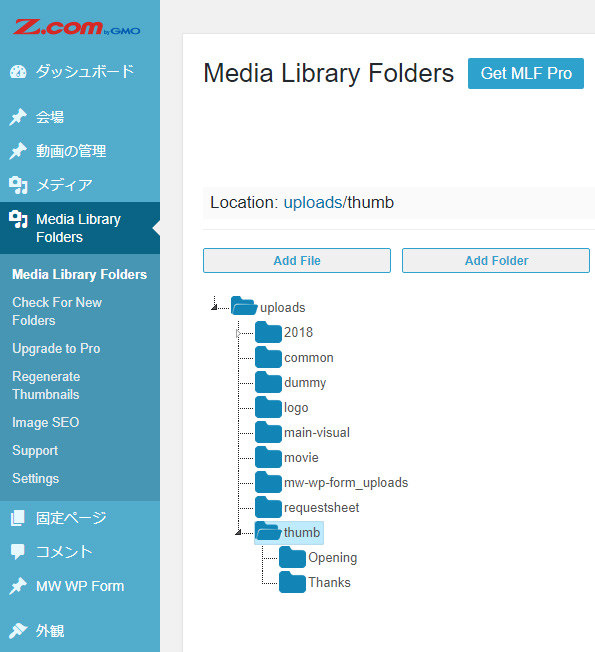 Z.com by GMO
ダッシュボード
会場
動画の管理
メディア
Media Library
Folders
Media Library Folders
Check For New
Folders
Upgrade to Pro
Regenerate
Thumbnails
Image SEO
Support
Settings
固定ページ
コメント
MW WP Form
外観
Media Library Folders
Get MLF Pro
Location: uploads/thumb
Add File
Add Folder
uploads
2018
common
dummy
logo
main-visual
movie
mw-wp-form_uploads
requestsheet
thumb
Opening
Thanks